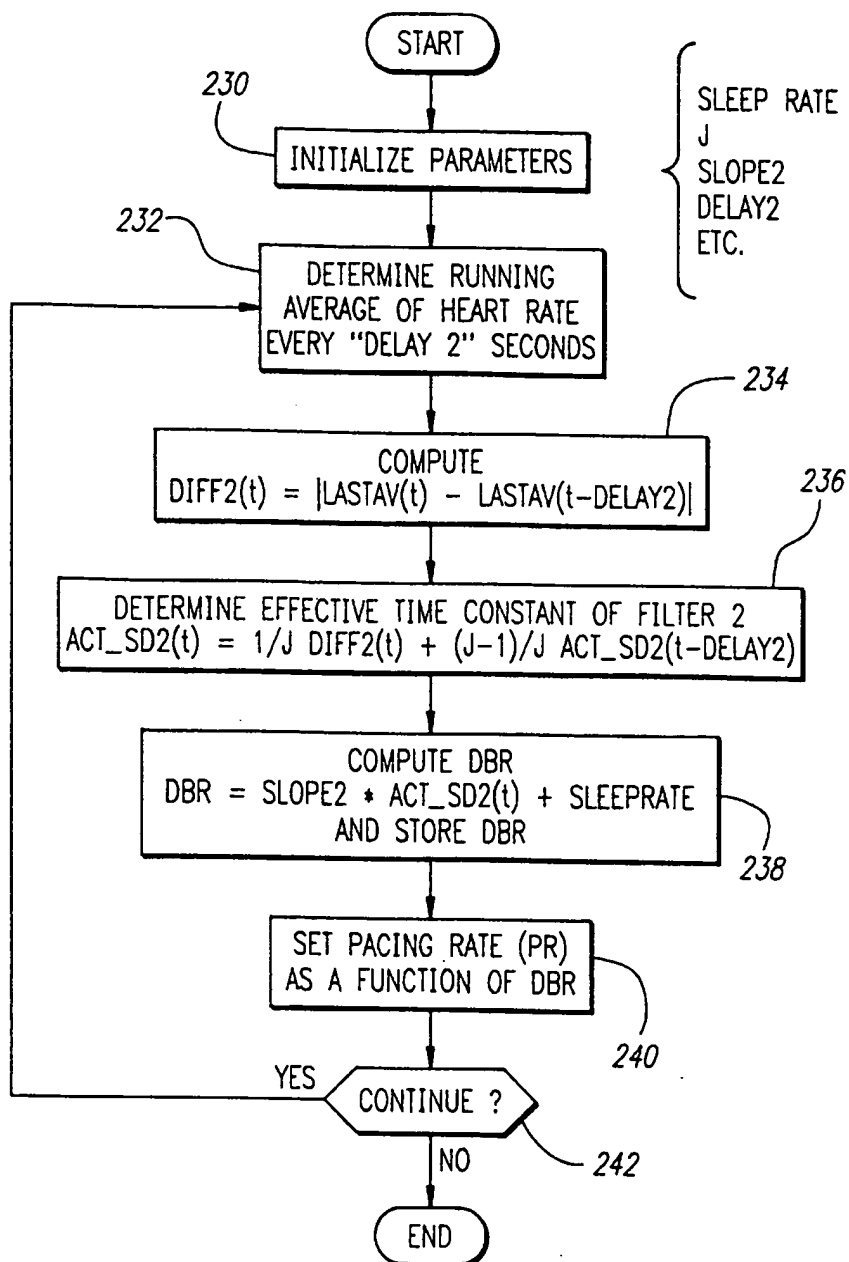 START
230
INITIALIZE PARAMETERS
SLEEP RATE
J
SLOPE2
DELAY2
ETC.
232
DETERMINE RUNNING
AVERAGE OF HEART RATE
EVERY "DELAY 2" SECONDS
234
COMPUTE
DIFF2(t) = |LASTAV(t) - LASTAV(t-DELAY2)|
236
DETERMINE EFFECTIVE TIME CONSTANT OF FILTER 2
ACT_SD2(t) = 1/J DIFF2(t) + (J-1)/J ACT_SD2(t-DELAY2)
COMPUTE DBR
DBR = SLOPE2 * ACT_SD2(t) + SLEEPRATE
AND STORE DBR
238
SET PACING RATE (PR)
AS A FUNCTION OF DBR
240
YES
CONTINUE ?
242
NO
END